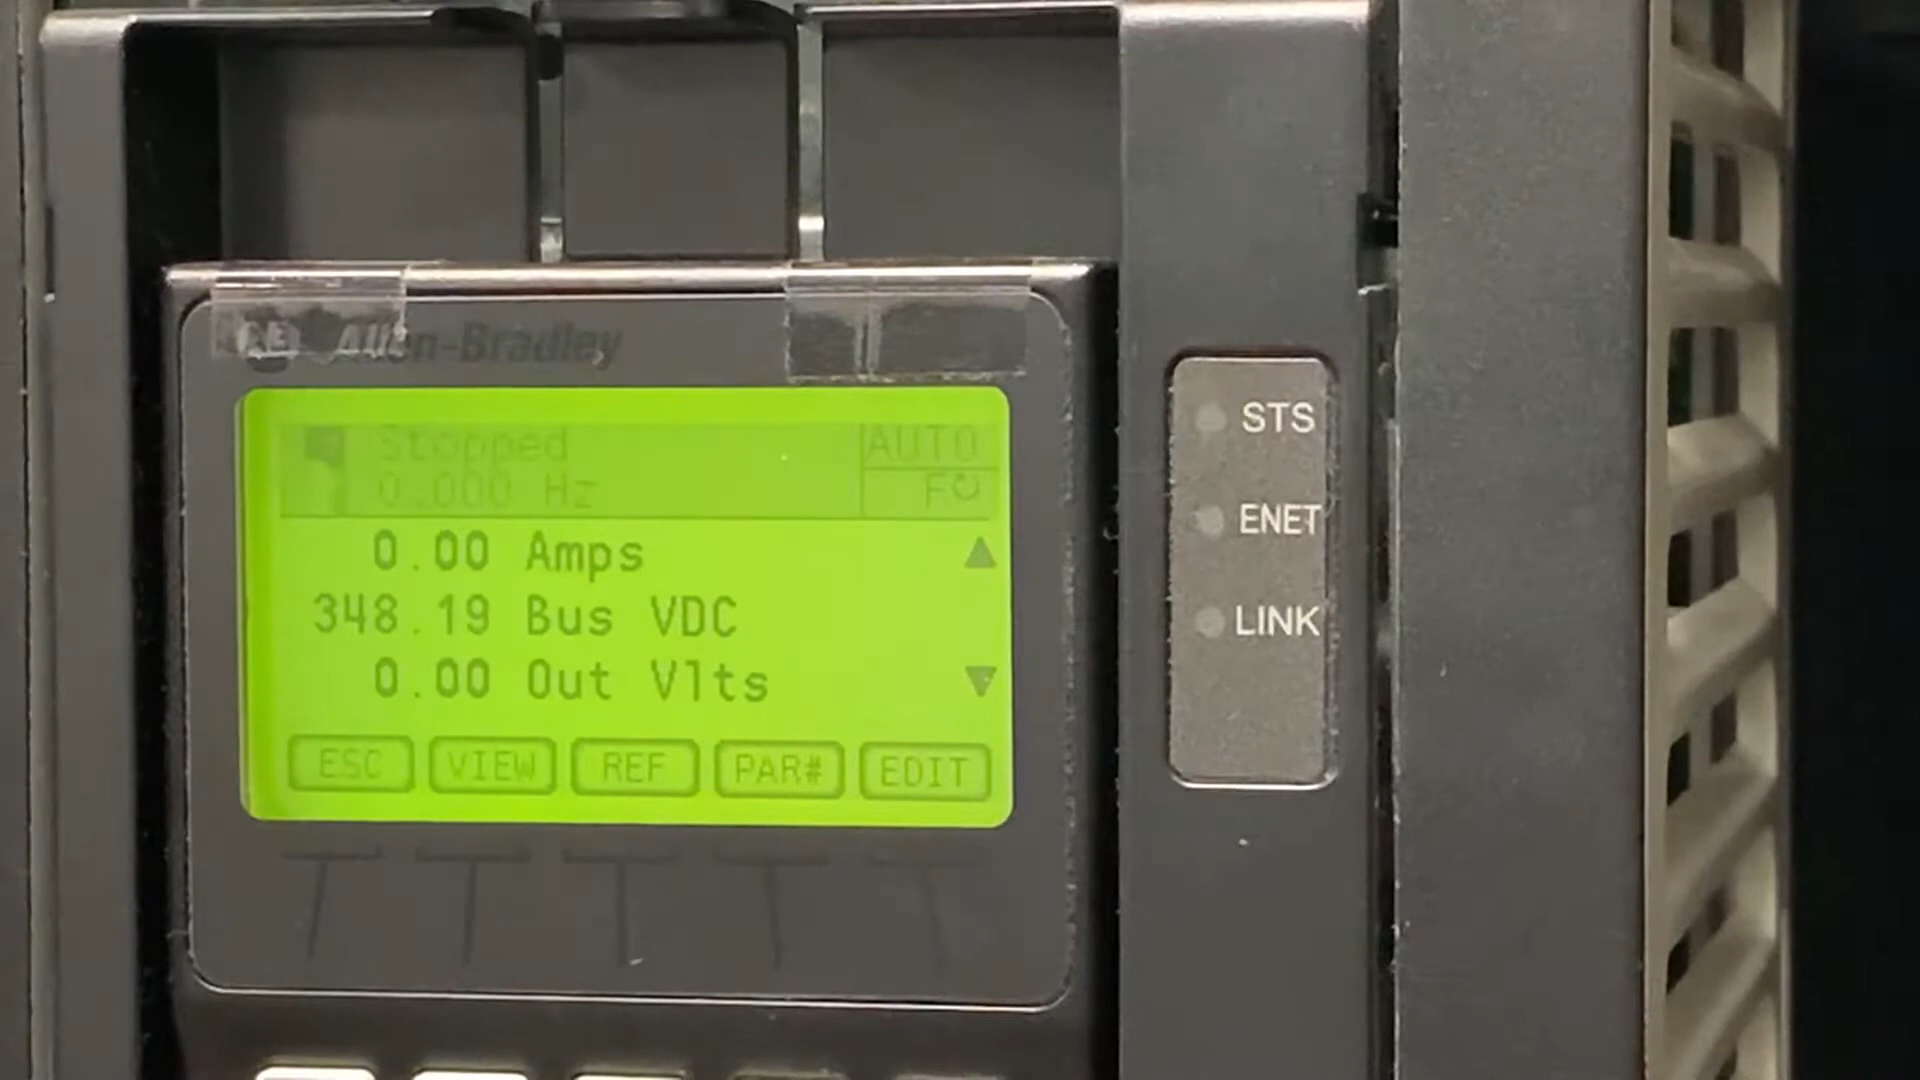 Allen-Bradley
Stopped
AUTO
0.000 Hz
F↻
0.00 Amps
348.19 Bus VDC
0.00 Out Vlts
ESC VIEW REF PAR# EDIT
STS
ENET
LINK